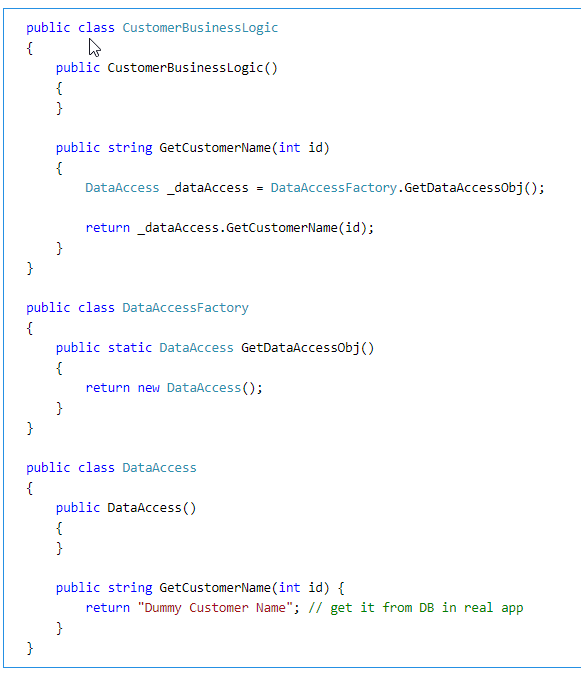 public class CustomerBusinessLogic
{
    public CustomerBusinessLogic()
    {
    }

    public string GetCustomerName(int id)
    {
        DataAccess _dataAccess = DataAccessFactory.GetDataAccessObj();

        return _dataAccess.GetCustomerName(id);
    }
}

public class DataAccessFactory
{
    public static DataAccess GetDataAccessObj()
    {
        return new DataAccess();
    }
}

public class DataAccess
{
    public DataAccess()
    {
    }

    public string GetCustomerName(int id) {
        return "Dummy Customer Name"; // get it from DB in real app
    }
}